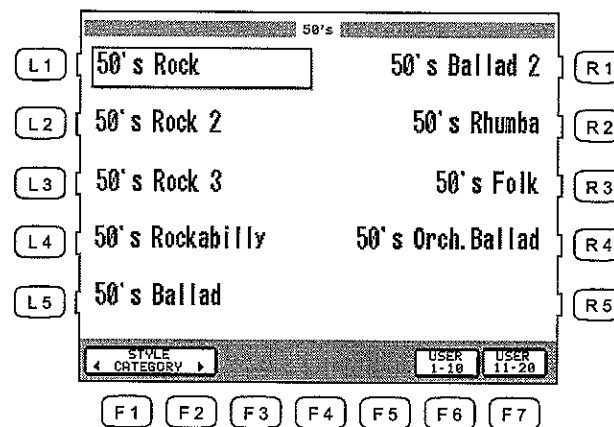 50's
L1 50's Rock 50's Ballad 2 R1
L2 50's Rock 2 50's Rhumba R2
L3 50's Rock 3 50's Folk R3
L4 50's Rockabilly 50's Orch.Ballad R4
L5 50's Ballad R5
STYLE USER USER
◄ CATEGORY ► 1-10 11-20
F1 F2 F3 F4 F5 F6 F7